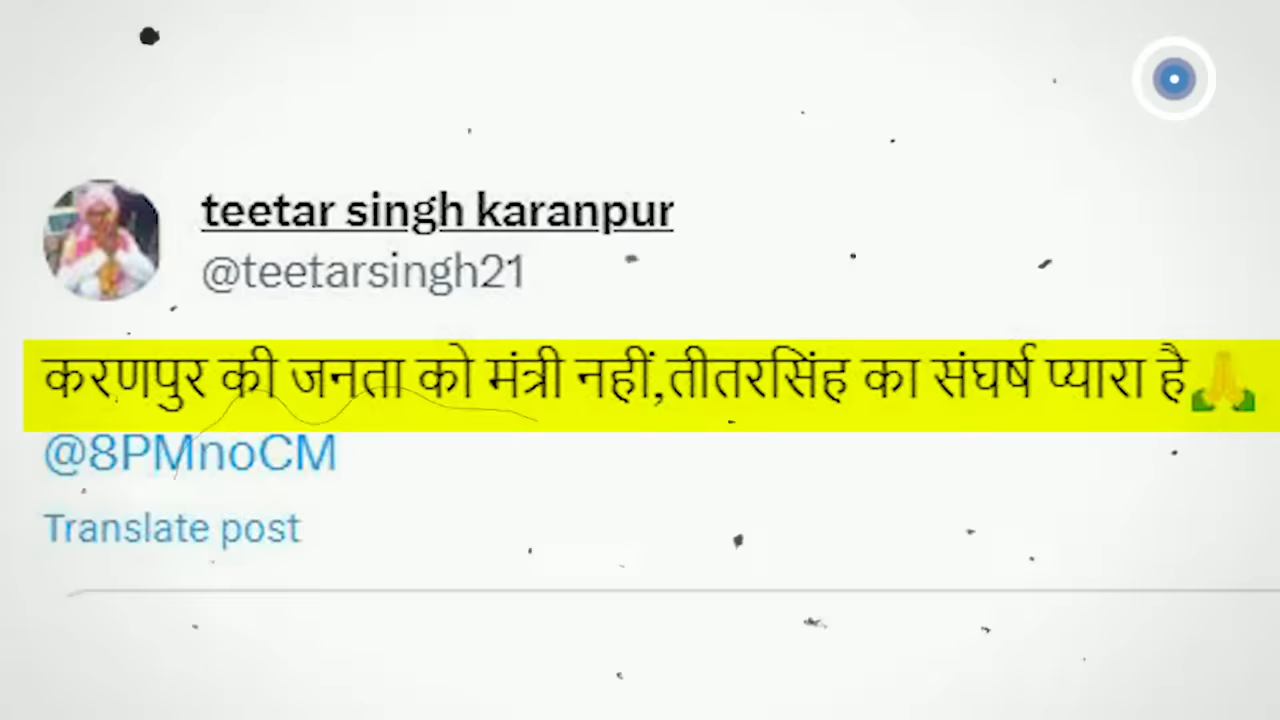 teetar singh karanpur
@teetarsingh21
करणपुर की जनता को मंत्री नहीं,तीतरसिंह का संघर्ष प्यारा है🙏
@8PMnoCM
Translate post